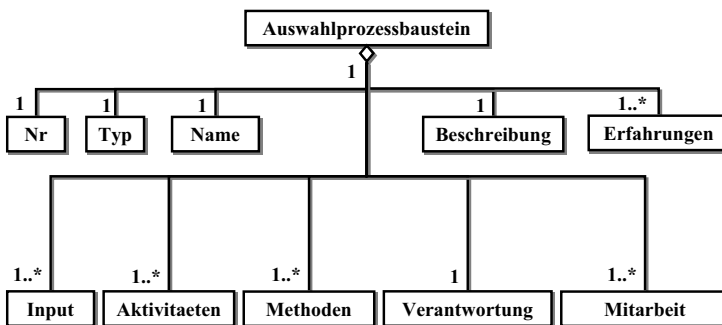 Auswahlprozessbaustein
1
1 1 1 1 1..*
Nr Typ Name Beschreibung Erfahrungen
1..* 1..* 1..* 1 1..*
Input Aktivitaeten Methoden Verantwortung Mitarbeit